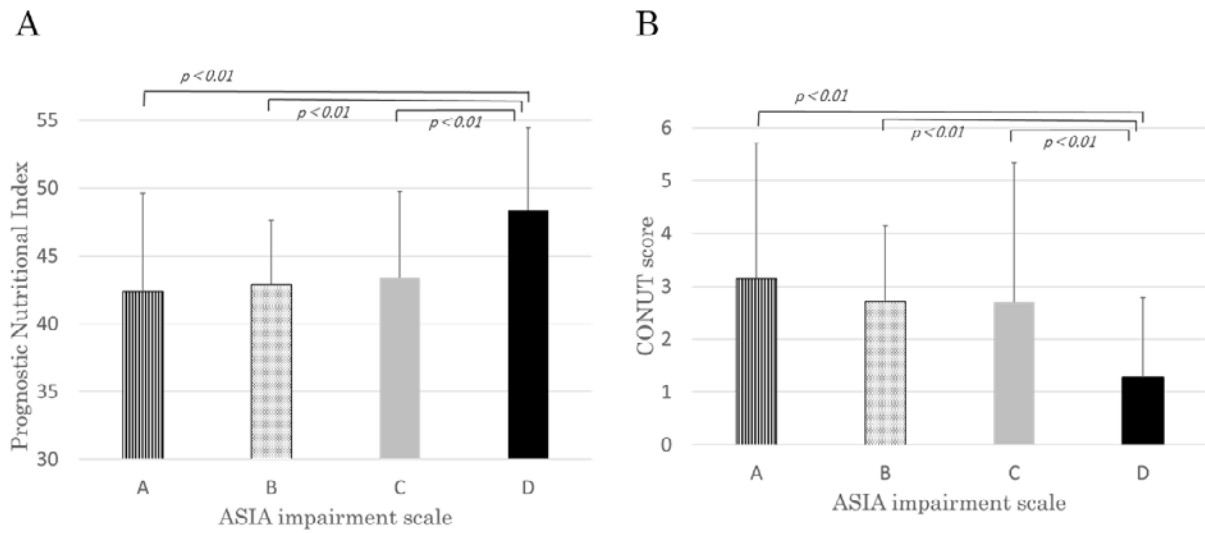 A
p<0.01
p<0.01
p<0.01
55
50
45
40
35
30
Prognostic Nutritional Index
A B C D
ASIA impairment scale
B
p<0.01
p<0.01
p<0.01
6
5
4
3
2
1
0
CONUT score
A B C D
ASIA impairment scale